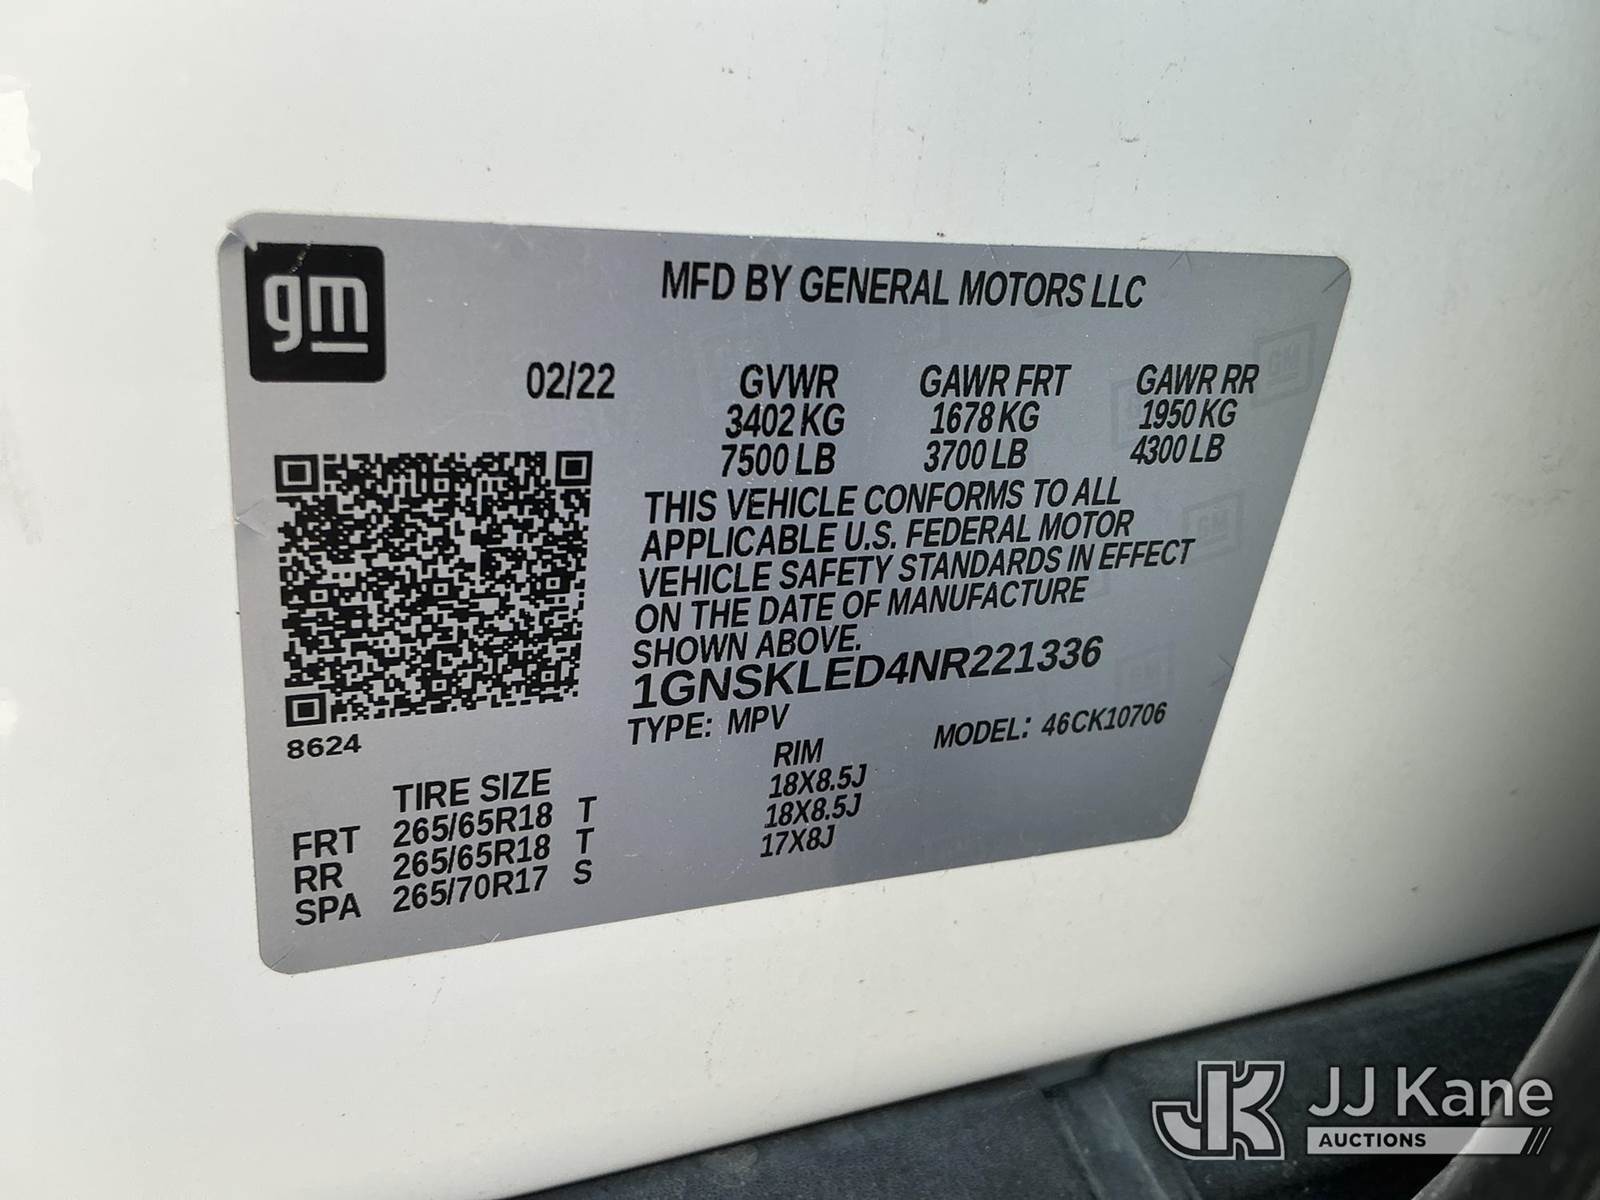 gm
MFD BY GENERAL MOTORS LLC
02/22 GVWR GAWR FRT GAWR RR
3402 KG 1678 KG 1950 KG
7500 LB 3700 LB 4300 LB
THIS VEHICLE CONFORMS TO ALL
APPLICABLE U.S. FEDERAL MOTOR
VEHICLE SAFETY STANDARDS IN EFFECT
ON THE DATE OF MANUFACTURE
SHOWN ABOVE.
1GNSKLED4NR221336
TYPE: MPV MODEL: 46CK10706
8624
TIRE SIZE RIM
FRT 265/65R18 T 18X8.5J
RR 265/65R18 T 18X8.5J
SPA 265/70R17 S 17X8J
GM
GM
JK JJ Kane
AUCTIONS